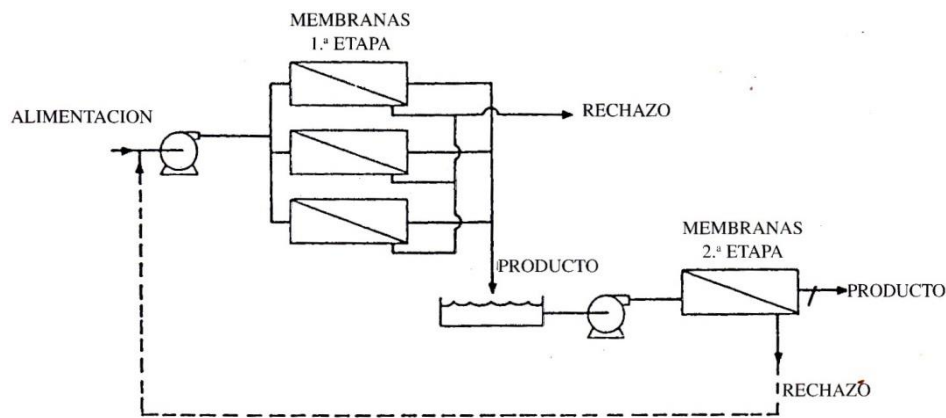 MEMBRANAS
1.ª ETAPA
ALIMENTACION
RECHAZO
MEMBRANAS
2.ª ETAPA
PRODUCTO
PRODUCTO
RECHAZO